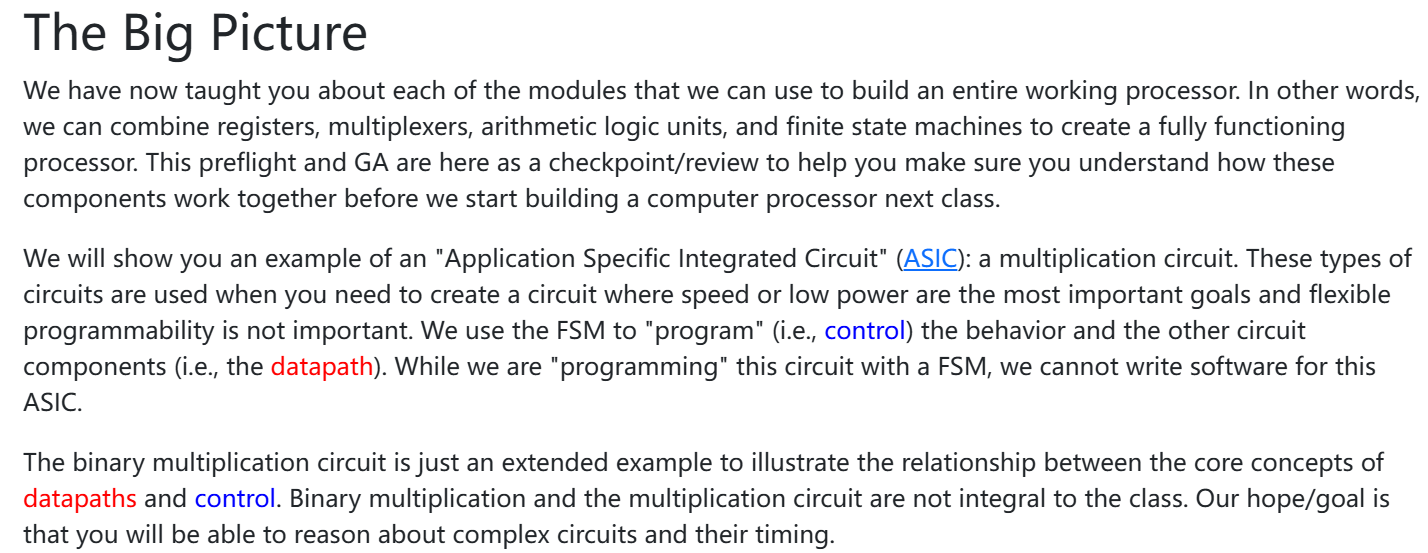 The Big Picture
We have now taught you about each of the modules that we can use to build an entire working processor. In other words,
we can combine registers, multiplexers, arithmetic logic units, and finite state machines to create a fully functioning
processor. This preflight and GA are here as a checkpoint/review to help you make sure you understand how these
components work together before we start building a computer processor next class.
We will show you an example of an "Application Specific Integrated Circuit" (ASIC): a multiplication circuit. These types of
circuits are used when you need to create a circuit where speed or low power are the most important goals and flexible
programmability is not important. We use the FSM to "program" (i.e., control) the behavior and the other circuit
components (i.e., the datapath). While we are "programming" this circuit with a FSM, we cannot write software for this
ASIC.
The binary multiplication circuit is just an extended example to illustrate the relationship between the core concepts of
datapaths and control. Binary multiplication and the multiplication circuit are not integral to the class. Our hope/goal is
that you will be able to reason about complex circuits and their timing.